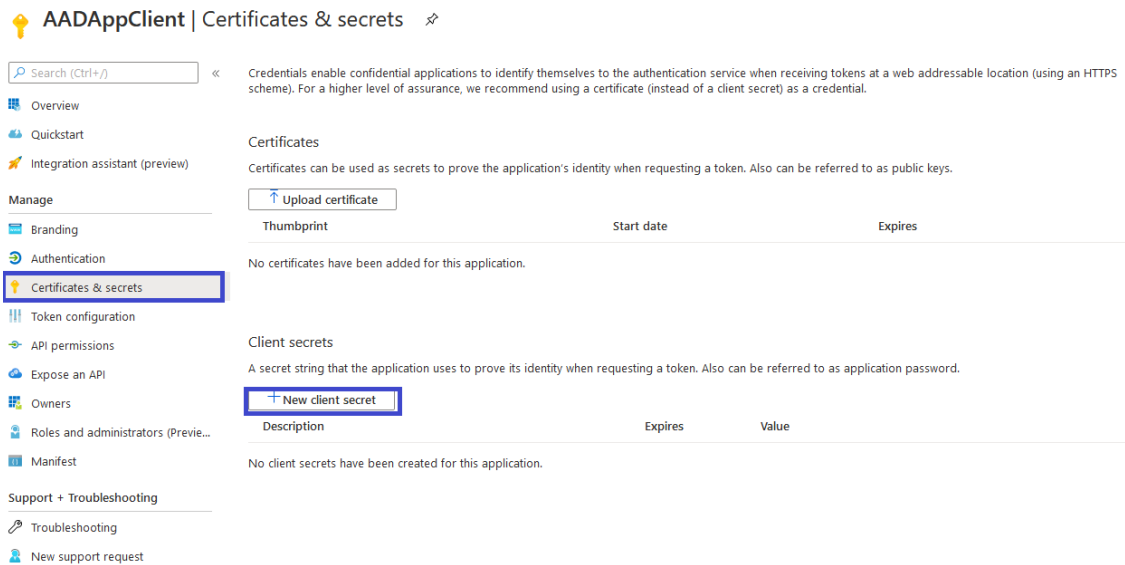 AADAppClient | Certificates & secrets
Search (Ctrl+/)
«
Overview
Quickstart
Integration assistant (preview)
Manage
Branding
Authentication
Certificates & secrets
Token configuration
API permissions
Expose an API
Owners
Roles and administrators (Previe...
Manifest
Support + Troubleshooting
Troubleshooting
New support request
Credentials enable confidential applications to identify themselves to the authentication service when receiving tokens at a web addressable location (using an HTTPS
scheme). For a higher level of assurance, we recommend using a certificate (instead of a client secret) as a credential.
Certificates
Certificates can be used as secrets to prove the application's identity when requesting a token. Also can be referred to as public keys.
Upload certificate
Thumbprint Start date Expires
No certificates have been added for this application.
Client secrets
A secret string that the application uses to prove its identity when requesting a token. Also can be referred to as application password.
New client secret
Description Expires Value
No client secrets have been created for this application.